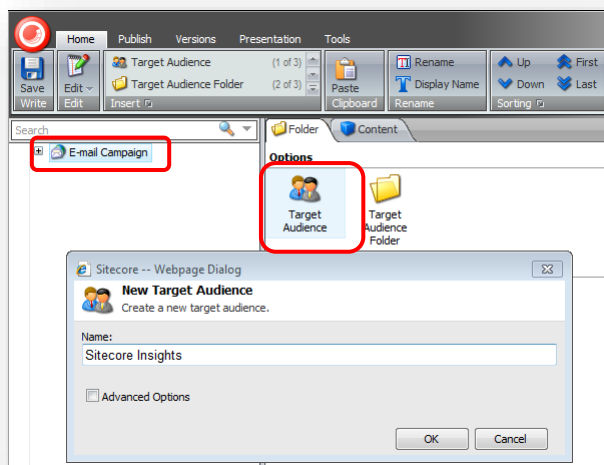 Home Publish Versions Presentation Tools
Save Edit Target Audience (1 of 3) Paste Rename Up First
Target Audience Folder (2 of 3) Display Name Down Last
Write Edit Insert Clipboard Rename Sorting
Search Folder Content
E-mail Campaign
Options
Target Target
Audience Audience
Folder
Sitecore -- Webpage Dialog
New Target Audience
Create a new target audience.
Name:
Sitecore Insights
Advanced Options
OK Cancel